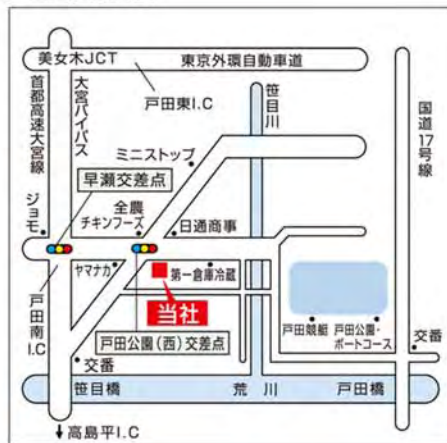 美女木JCT
東京外環自動車道
首都高速大宮線
大宮バイパス
戸田東I.C
笹目川
国道17号線
ミニストップ
早瀬交差点
ジョモ
全農
チキンフーズ
日通商事
ヤマナカ
第一倉庫冷蔵
当社
戸田南I.C
戸田公園(西)交差点
戸田競艇
戸田公園・
ボートコース
交番
交番
笹目橋
荒川
戸田橋
↓高島平I.C